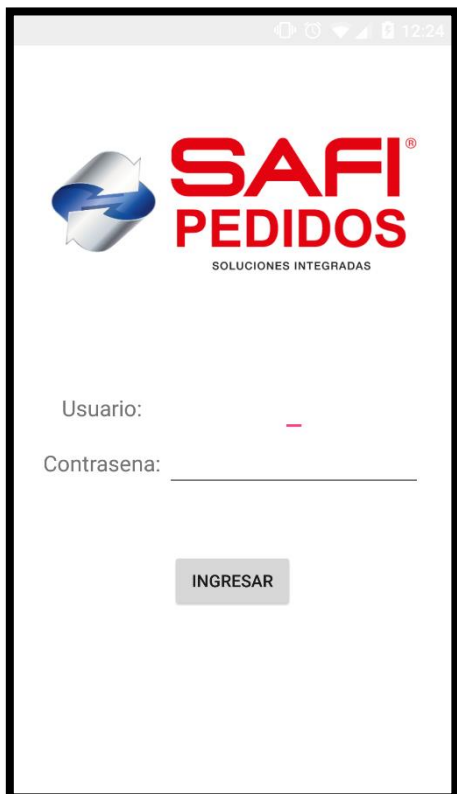 12:24
SAFI®
PEDIDOS
SOLUCIONES INTEGRADAS
Usuario:
Contrasena:
INGRESAR